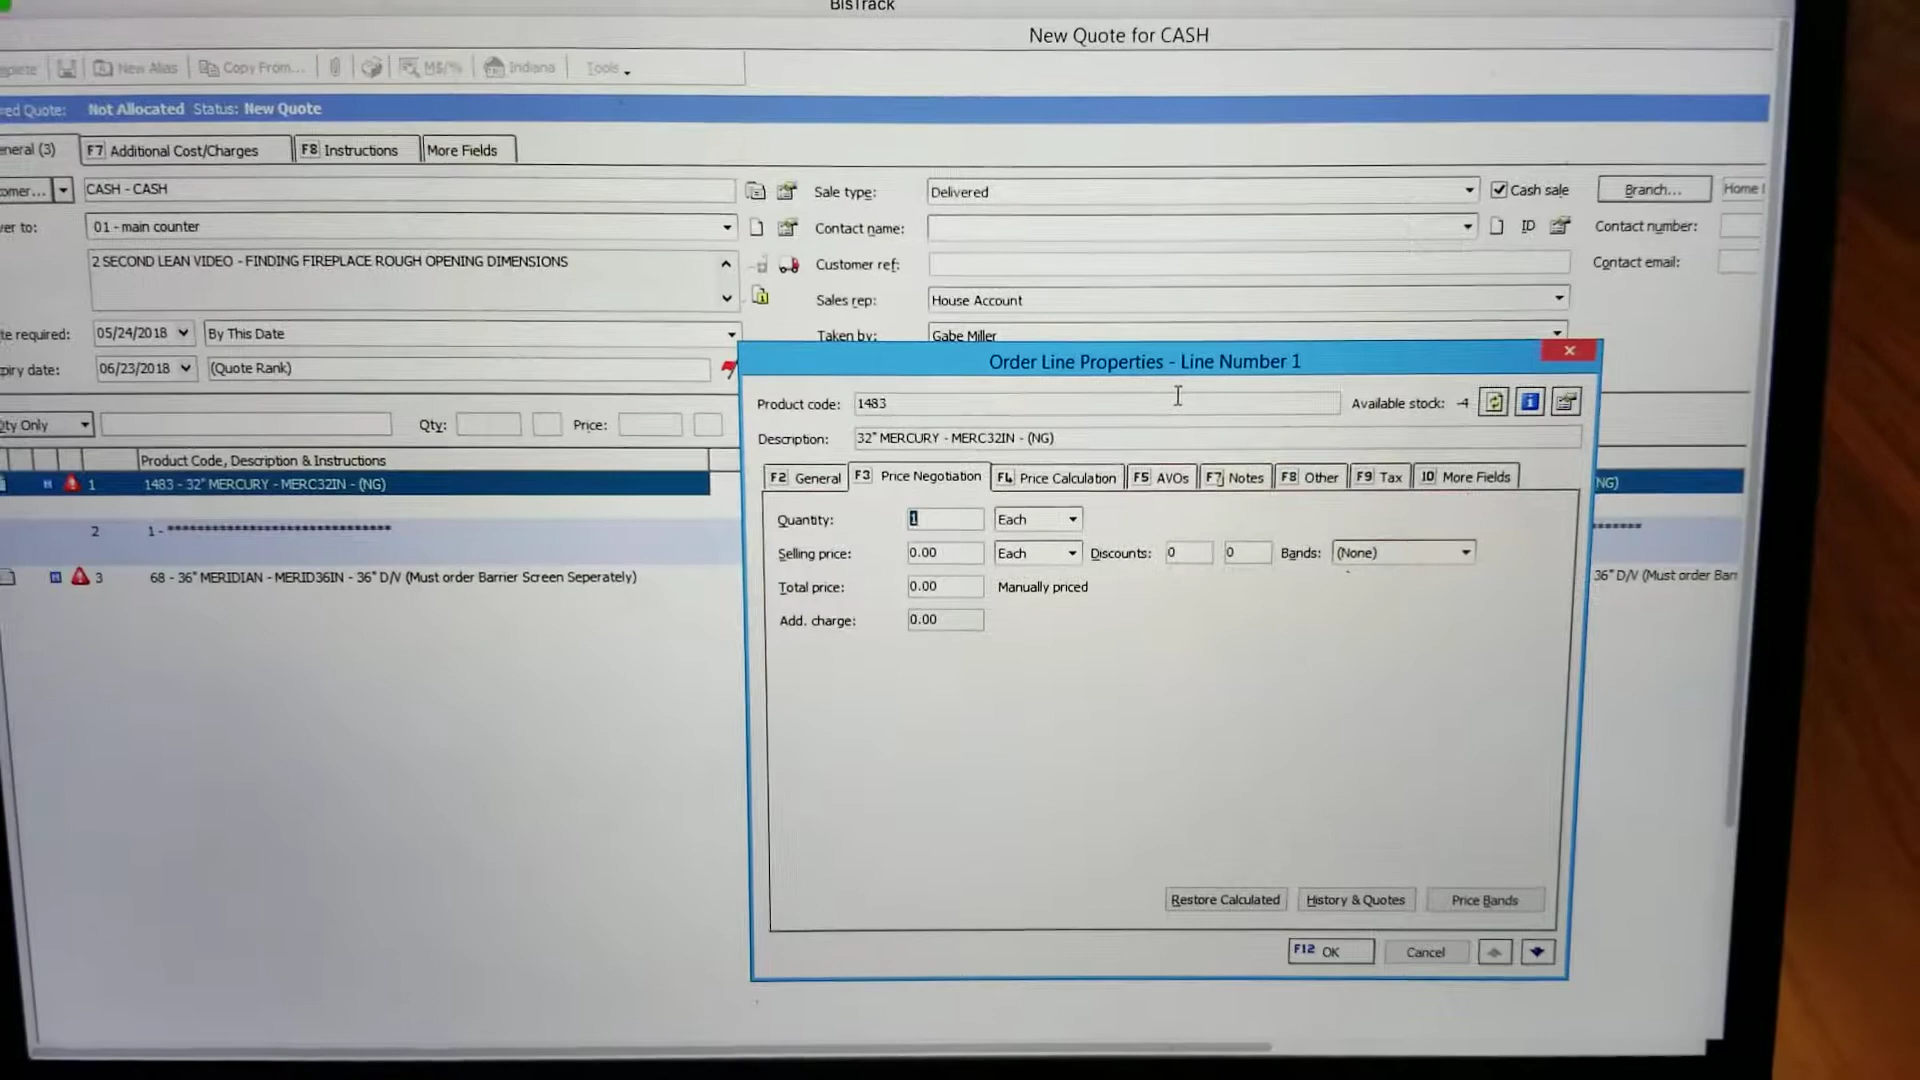 BisTrack
New Quote for CASH
New Alias Copy From... M$/% Indiana Tools
Quote: Not Allocated Status: New Quote
(3) F7 Additional Cost/Charges F8 Instructions More Fields
CASH - CASH Sale type: Delivered Cash sale Branch... Home
to: 01 - main counter Contact name: ID Contact number:
2 SECOND LEAN VIDEO - FINDING FIREPLACE ROUGH OPENING DIMENSIONS Customer ref: Contact email:
Sales rep: House Account
required: 05/24/2018 By This Date Taken by: Gabe Miller
date: 06/23/2018 (Quote Rank)
Only Qty: Price:
Product Code, Description & Instructions
1 1483 - 32" MERCURY - MERC32IN - (NG) NG)
2 1 - ****************************** ******
3 68 - 36" MERIDIAN - MERID36IN - 36" D/V (Must order Barrier Screen Seperately) 36" D/V (Must order Barr
Order Line Properties - Line Number 1
Product code: 1483 Available stock: -4
Description: 32" MERCURY - MERC32IN - (NG)
F2 General F3 Price Negotiation F4 Price Calculation F5 AVOs F7 Notes F8 Other F9 Tax 10 More Fields
Quantity: 1 Each
Selling price: 0.00 Each Discounts: 0 0 Bands: (None)
Total price: 0.00 Manually priced
Add. charge: 0.00
Restore Calculated History & Quotes Price Bands
F12 OK Cancel